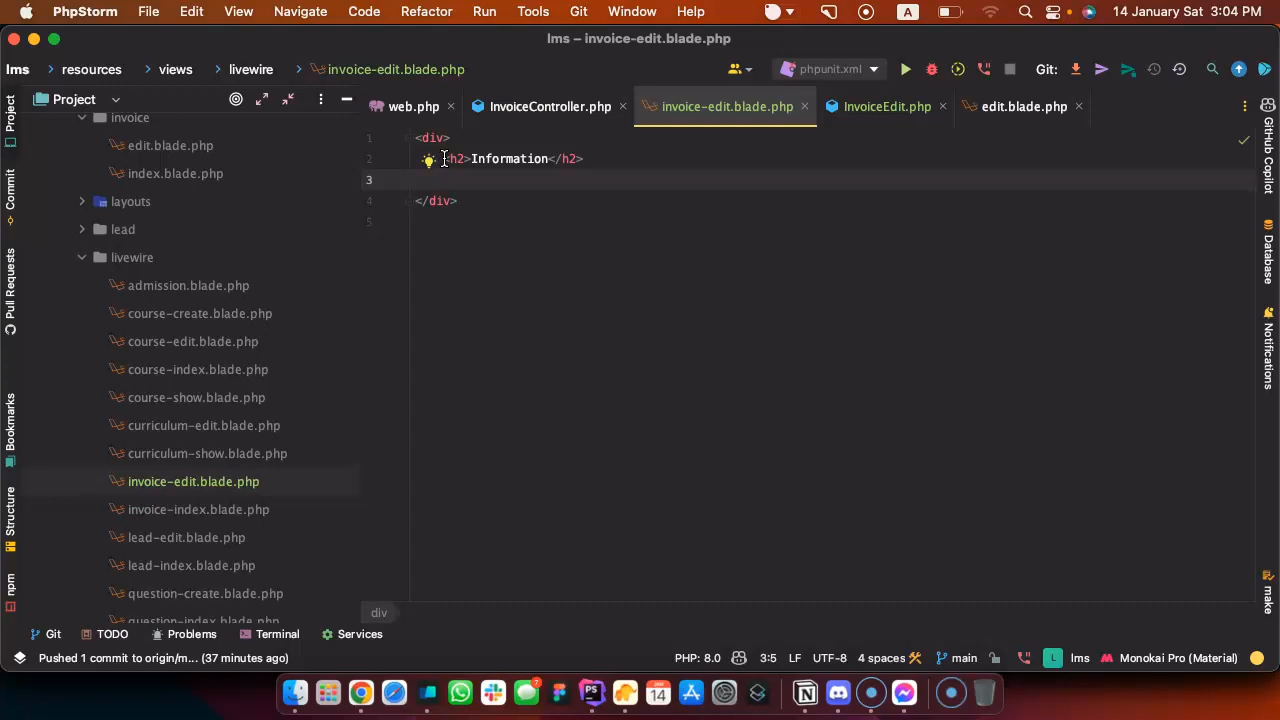 PhpStorm File Edit View Navigate Code Refactor Run Tools Git Window Help A 14 January Sat 3:04 PM
lms – invoice-edit.blade.php
lms resources views livewire invoice-edit.blade.php phpunit.xml Git:
Project
web.php InvoiceController.php invoice-edit.blade.php InvoiceEdit.php edit.blade.php
invoice
edit.blade.php
index.blade.php
layouts
lead
livewire
admission.blade.php
course-create.blade.php
course-edit.blade.php
course-index.blade.php
course-show.blade.php
curriculum-edit.blade.php
curriculum-show.blade.php
invoice-edit.blade.php
invoice-index.blade.php
lead-edit.blade.php
lead-index.blade.php
question-create.blade.php
question-index.blade.php
1 <div>
2 <h2>Information</h2>
3
4 </div>
5
div
Project
Commit
Pull Requests
Bookmarks
Structure
npm
GitHub Copilot
Database
Notifications
make
Git TODO Problems Terminal Services
Pushed 1 commit to origin/m... (37 minutes ago) PHP: 8.0 3:5 LF UTF-8 4 spaces main L lms Monokai Pro (Material)
7
PS
14